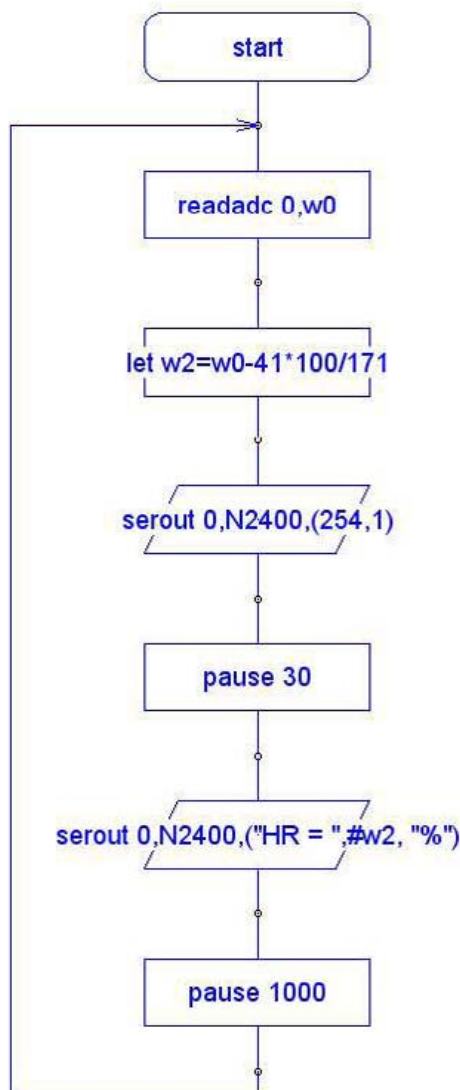 start
readadc 0,w0
let w2=w0-41*100/171
serout 0,N2400,(254,1)
pause 30
serout 0,N2400,("HR = ",#w2, "%")
pause 1000